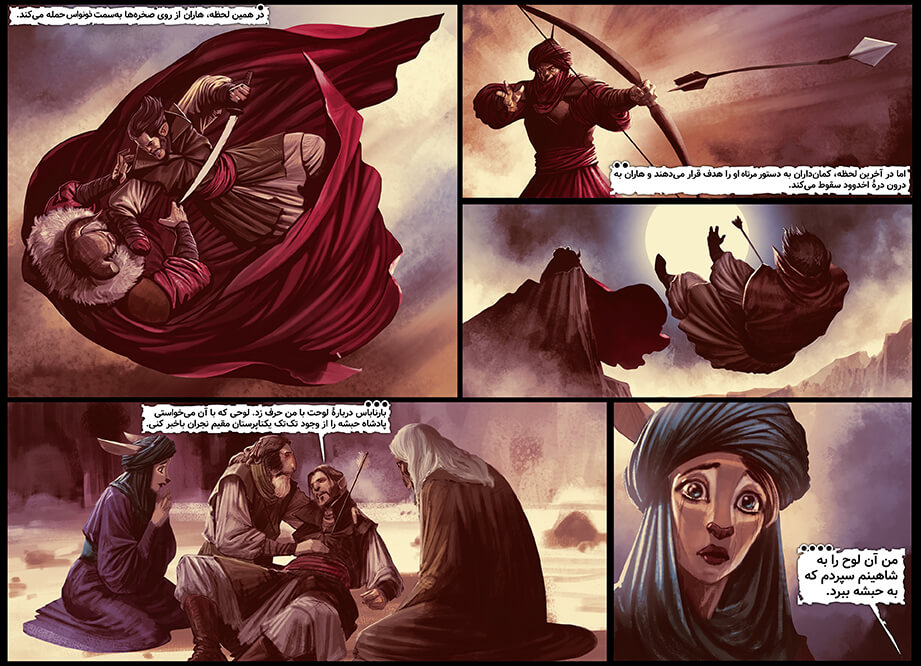 در همین لحظه، هاران از روی صخره‌ها به‌سمت ذونواس حمله می‌کند.
اما در آخرین لحظه، کمان‌داران به دستور مرثاه او را هدف قرار می‌دهند و هاران به
درون درهٔ اخدوود سقوط می‌کند.
بارناباس دربارهٔ لوحت با من حرف زد. لوحی که با آن می‌خواستی
پادشاه حبشه را از وجود تک‌تک یکتاپرستان مقیم نجران باخبر کنی.
من آن لوح را به
شاهینم سپردم که
به حبشه ببرد.